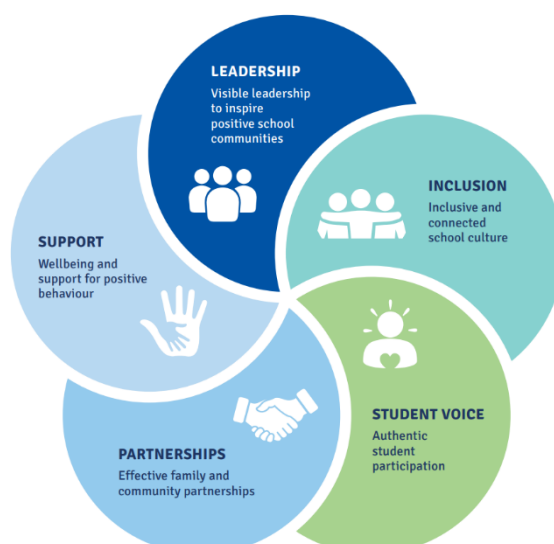 LEADERSHIP
Visible leadership
to inspire
positive school
communities
INCLUSION
Inclusive and
connected
school culture
STUDENT VOICE
Authentic
student
participation
PARTNERSHIPS
Effective family and
community partnerships
SUPPORT
Wellbeing and
support for positive
behaviour